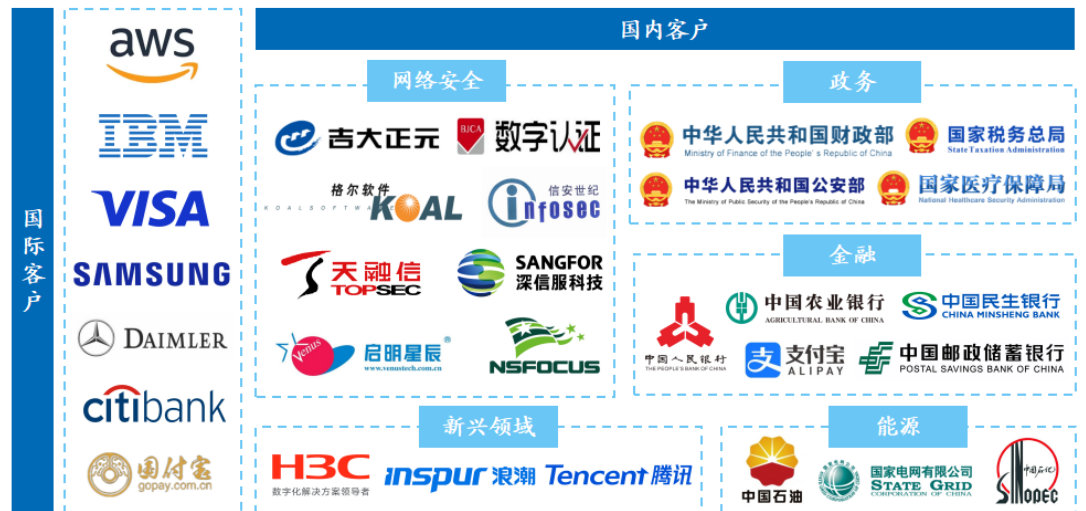 国际客户
aws
IBM
VISA
SAMSUNG
DAIMLER
citibank
国付宝
gopay.com.cn
国内客户
网络安全
吉大正元
BJCA 数字认证
格尔软件
KOALSOFTWARE
KOAL
信安世纪
infosec
天融信
TOPSEC
SANGFOR
深信服科技
Venus 启明星辰®
www.venustech.com.cn
NSFOCUS
政务
中华人民共和国财政部
Ministry of Finance of the People's Republic of China
国家税务总局
State Taxation Administration
中华人民共和国公安部
The Ministry of Public Security of the People's Republic of China
国家医疗保障局
National Healthcare Security Administration
金融
中国人民银行
THE PEOPLE'S BANK OF CHINA
中国农业银行
AGRICULTURAL BANK OF CHINA
中国民生银行
CHINA MINSHENG BANK
支 支付宝
ALIPAY
中国邮政储蓄银行
POSTAL SAVINGS BANK OF CHINA
新兴领域
H3C
数字化解决方案领导者
inspur 浪潮
Tencent 腾讯
能源
中国石油
国家电网有限公司
STATE GRID
CORPORATION OF CHINA
中国石化
SINOPEC